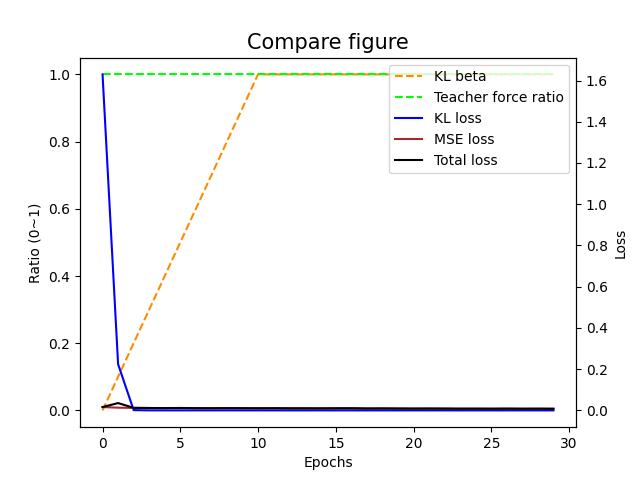 Compare figure
KL beta
Teacher force ratio
KL loss
MSE loss
Total loss
1.0
0.8
0.6
0.4
0.2
0.0
Ratio (0~1)
1.6
1.4
1.2
1.0
0.8
0.6
0.4
0.2
0.0
Loss
0 5 10 15 20 25 30
Epochs